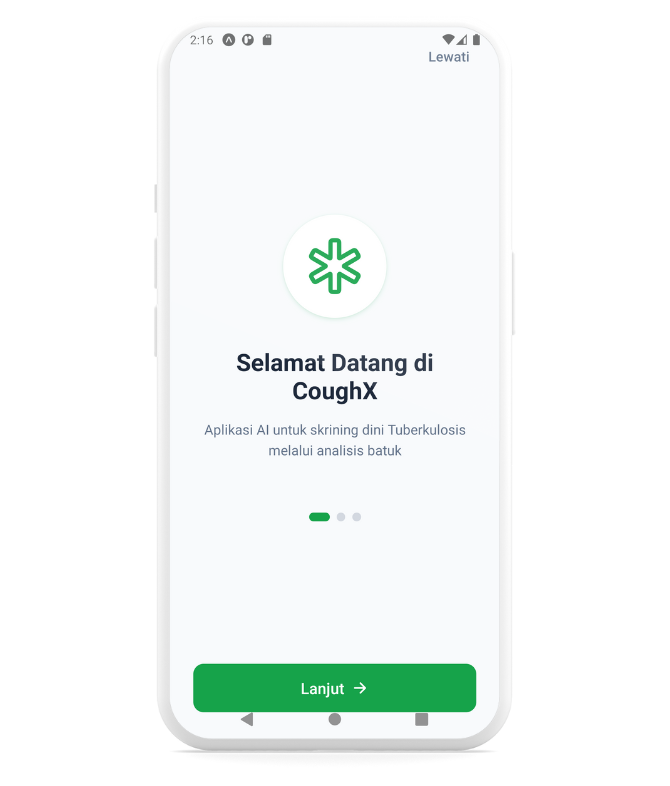 2:16
Lewati
Selamat Datang di
CoughX
Aplikasi AI untuk skrining dini Tuberkulosis
melalui analisis batuk
Lanjut →